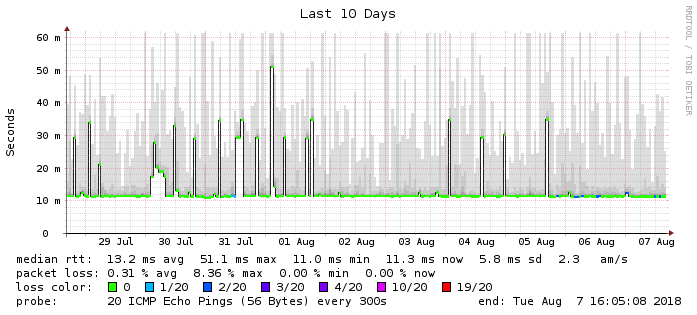 Last 10 Days
RRDTOOL / TOBI OETIKER
Seconds
60 m
50 m
40 m
30 m
20 m
10 m
0
29 Jul 30 Jul 31 Jul 01 Aug 02 Aug 03 Aug 04 Aug 05 Aug 06 Aug 07 Aug
median rtt: 13.2 ms avg 51.1 ms max 11.0 ms min 11.3 ms now 5.8 ms sd 2.3 am/s
packet loss: 0.31 % avg 8.36 % max 0.00 % min 0.00 % now
loss color: 0 1/20 2/20 3/20 4/20 10/20 19/20
probe: 20 ICMP Echo Pings (56 Bytes) every 300s end: Tue Aug 7 16:05:08 2018